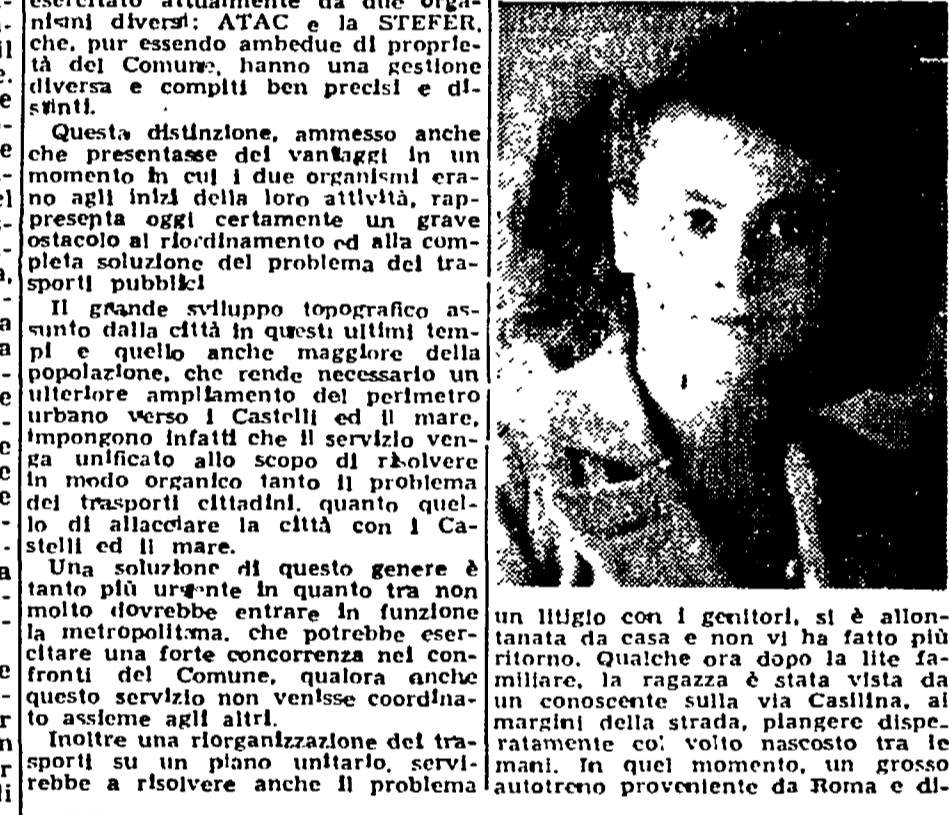 esercitato attualmente da due orga-
nismi diversi: ATAC e la STEFER,
che, pur essendo ambedue di proprie-
tà del Comune, hanno una gestione
diversa e compiti ben precisi e di-
stinti.
Questa distinzione, ammesso anche
che presentasse dei vantaggi in un
momento in cui i due organismi era-
no agli inizi della loro attività, rap-
presenta oggi certamente un grave
ostacolo al riordinamento ed alla com-
pleta soluzione del problema dei tra-
sporti pubblici
Il grande sviluppo topografico as-
sunto dalla città in questi ultimi tem-
pi e quello anche maggiore della
popolazione, che rende necessario un
ulteriore ampliamento del perimetro
urbano verso i Castelli ed il mare,
impongono infatti che il servizio ven-
ga unificato allo scopo di risolvere
in modo organico tanto il problema
dei trasporti cittadini, quanto quel-
lo di allacciare la città con i Ca-
stelli ed il mare.
Una soluzione di questo genere è
tanto più urgente in quanto tra non
molto dovrebbe entrare in funzione
la metropolitana, che potrebbe eser-
citare una forte concorrenza nei con-
fronti del Comune, qualora anche
questo servizio non venisse coordina-
to assieme agli altri.
Inoltre una riorganizzazione dei tra-
sporti su un piano unitario, servi-
rebbe a risolvere anche il problema
un litigio con i genitori, si è allon-
tanata da casa e non vi ha fatto più
ritorno. Qualche ora dopo la lite fa-
miliare, la ragazza è stata vista da
un conoscente sulla via Casilina, ai
margini della strada, piangere dispe-
ratamente col volto nascosto tra le
mani. In quel momento, un grosso
autotreno proveniente da Roma e di-